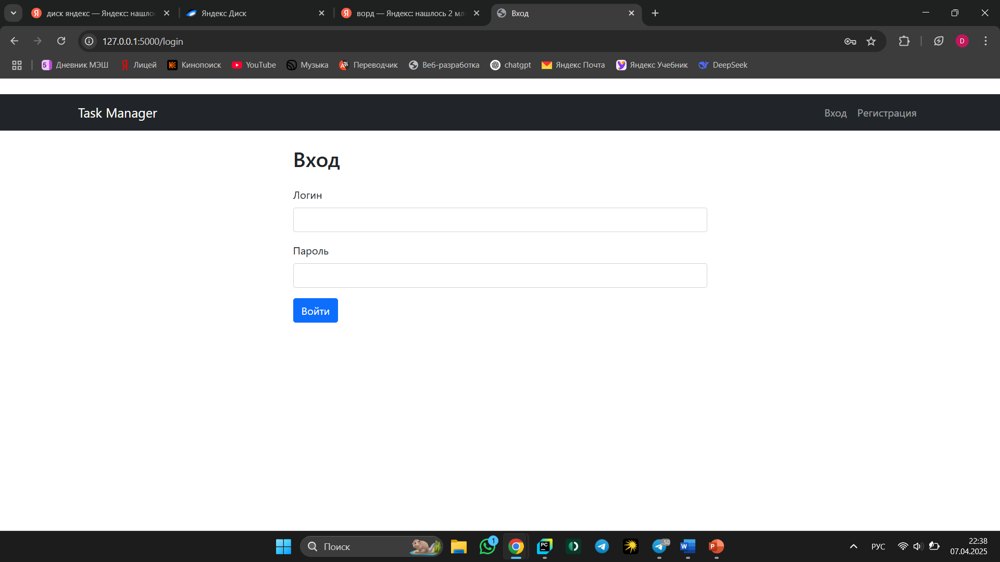 диск яндекс — Яндекс: нашло
Яндекс Диск
ворд — Яндекс: нашлось 2 мл
Вход
127.0.0.1:5000/login
D
Дневник МЭШ
Лицей
Кинопоиск
YouTube
Музыка
Переводчик
Веб-разработка
chatgpt
Яндекс Почта
Яндекс Учебник
DeepSeek
Task Manager
Вход
Регистрация
Вход
Логин
Пароль
Войти
Поиск
1
PC
50
W
P
РУС
22:38
07.04.2025